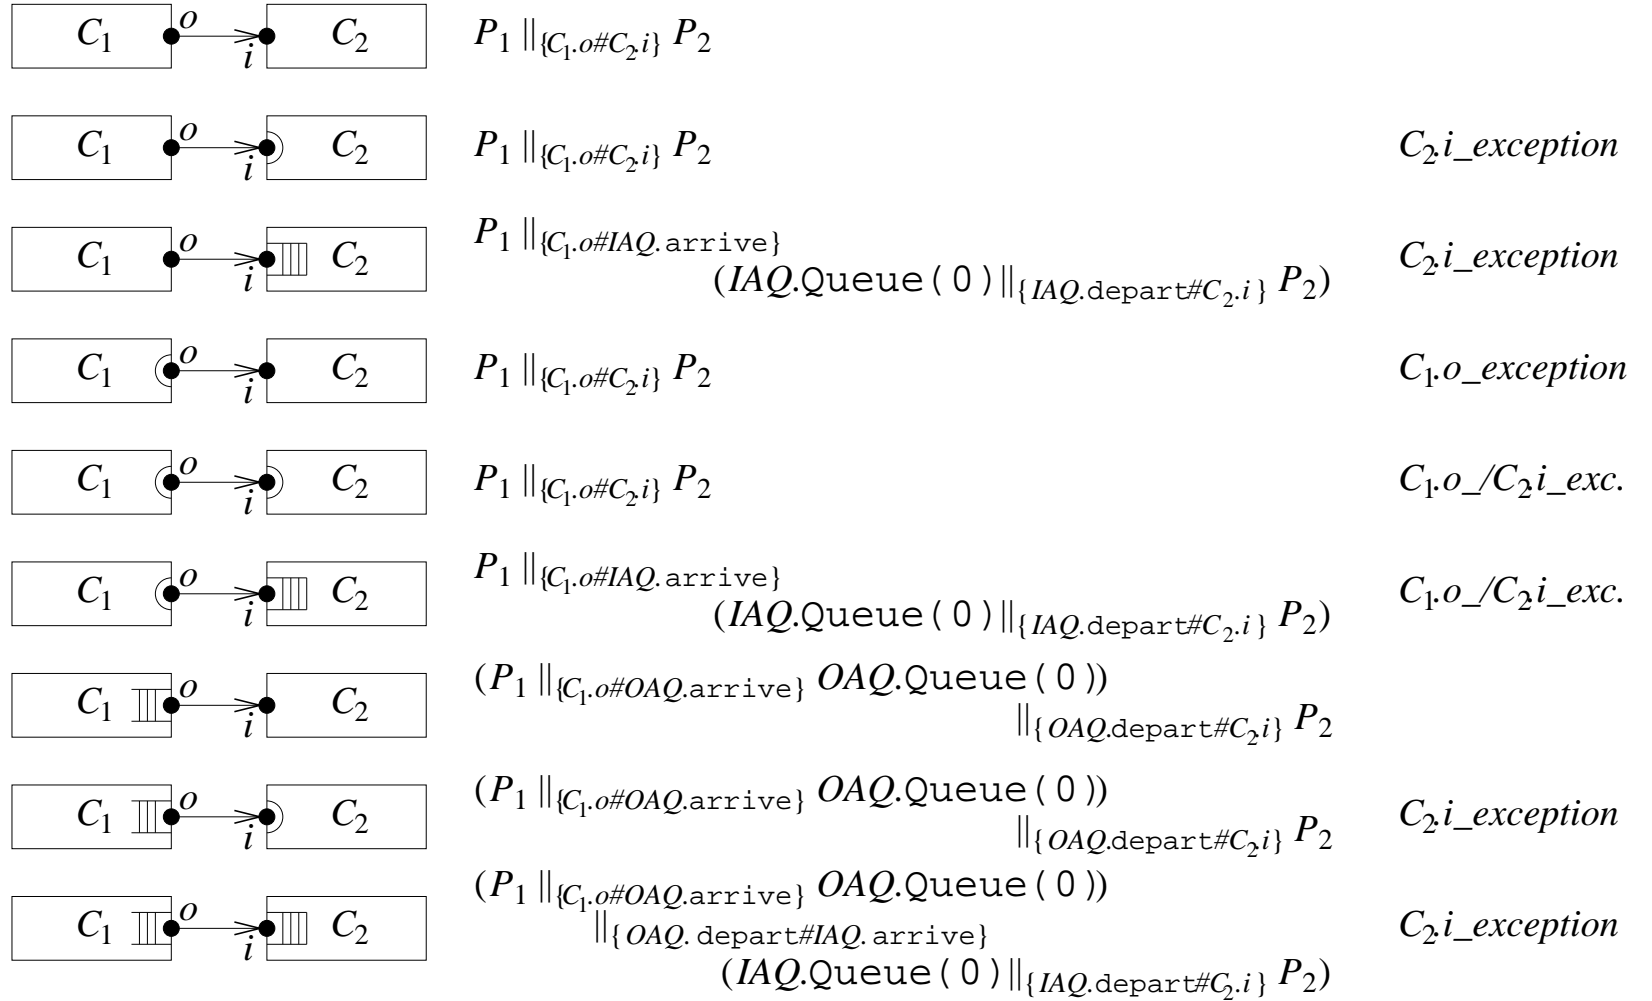 C1 o i C2 P1 ||{C1.o#C2.i} P2
C1 o i C2 P1 ||{C1.o#C2.i} P2 C2.i_exception
C1 o i C2 P1 ||{C1.o#IAQ.arrive} C2.i_exception
(IAQ.Queue(0)||{IAQ.depart#C2.i} P2)
C1 o i C2 P1 ||{C1.o#C2.i} P2 C1.o_exception
C1 o i C2 P1 ||{C1.o#C2.i} P2 C1.o_/C2.i_exc.
C1 o i C2 P1 ||{C1.o#IAQ.arrive} C1.o_/C2.i_exc.
(IAQ.Queue(0)||{IAQ.depart#C2.i} P2)
C1 o i C2 (P1 ||{C1.o#OAQ.arrive} OAQ.Queue(0))
||{OAQ.depart#C2.i} P2
C1 o i C2 (P1 ||{C1.o#OAQ.arrive} OAQ.Queue(0)) C2.i_exception
||{OAQ.depart#C2.i} P2
C1 o i C2 (P1 ||{C1.o#OAQ.arrive} OAQ.Queue(0))
||{OAQ.depart#IAQ.arrive} C2.i_exception
(IAQ.Queue(0)||{IAQ.depart#C2.i} P2)